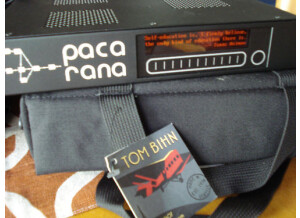 Self-education is, I firmly believe,
the only kind of education there is.
paca
rana
TOM BIHN